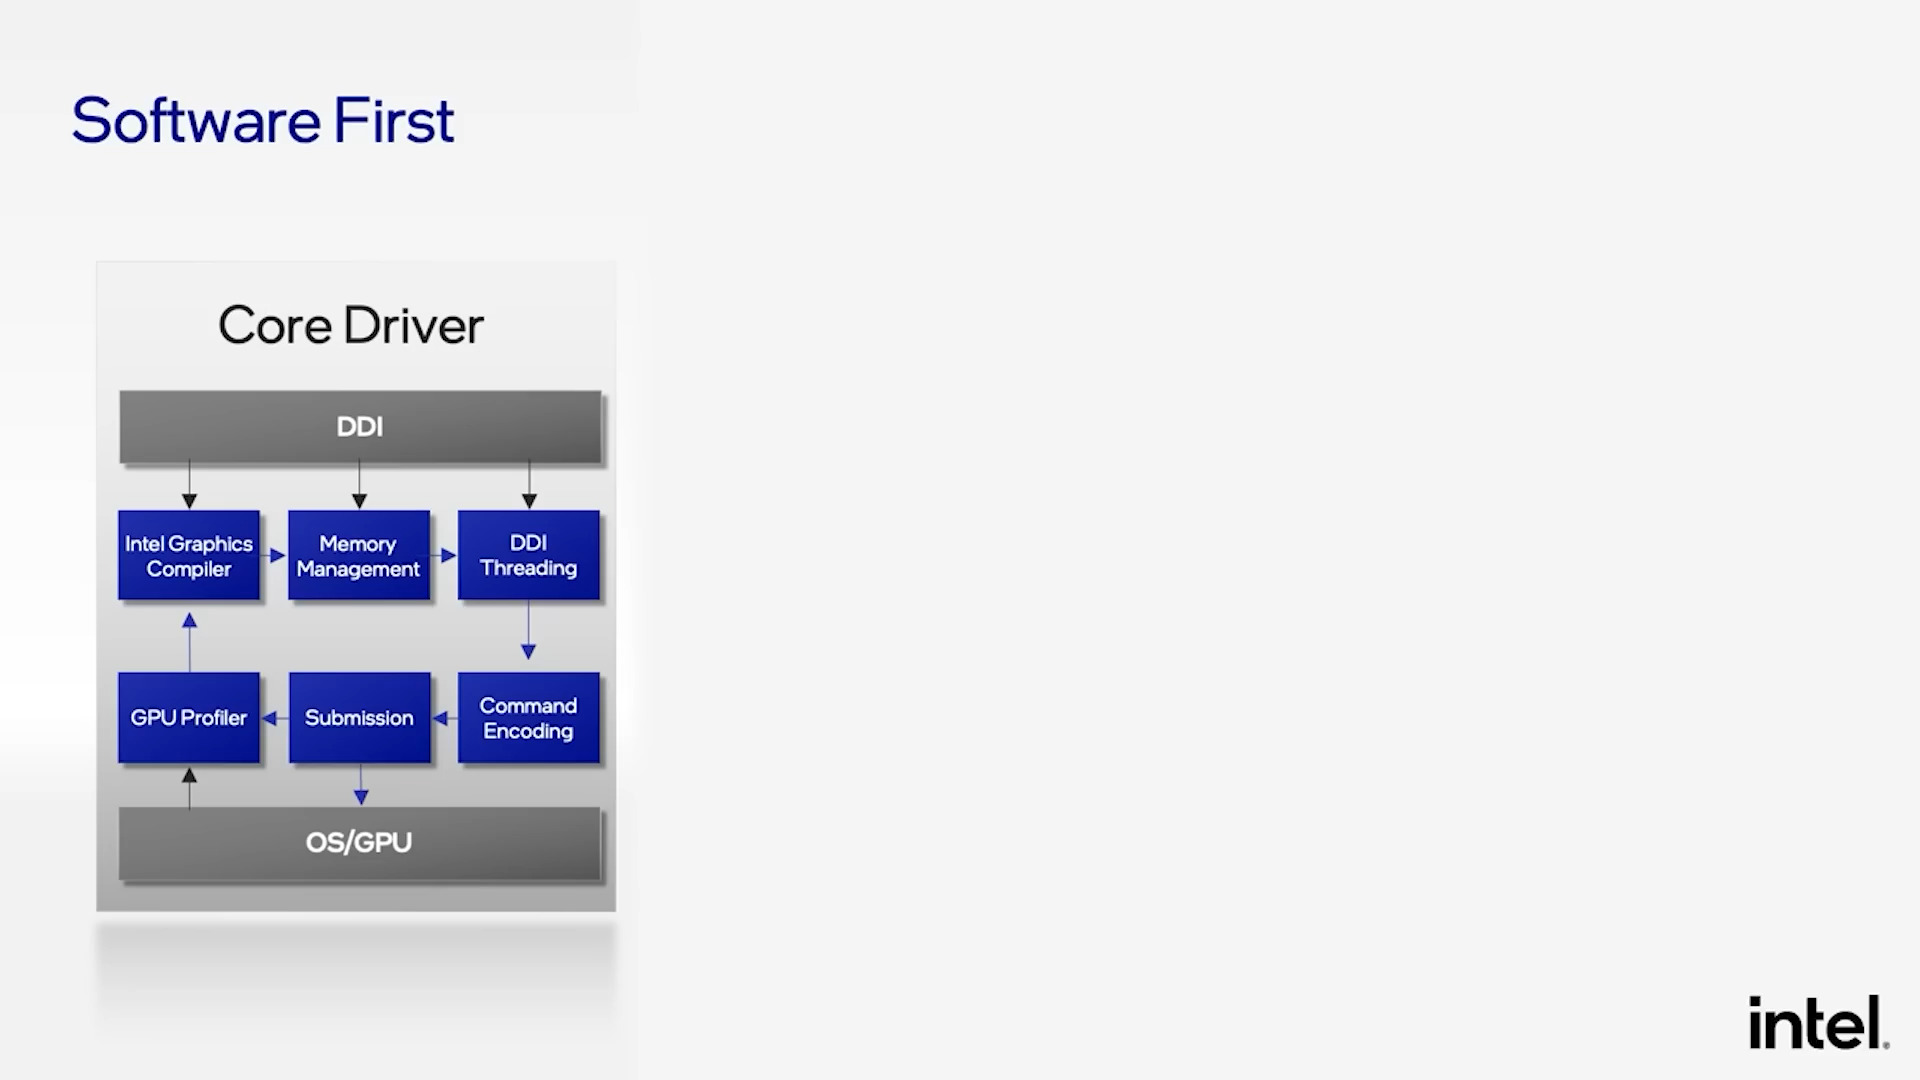 Software First
Core Driver
DDI
Intel Graphics
Compiler
Memory
Management
DDI
Threading
GPU Profiler
Submission
Command
Encoding
OS/GPU
intel.